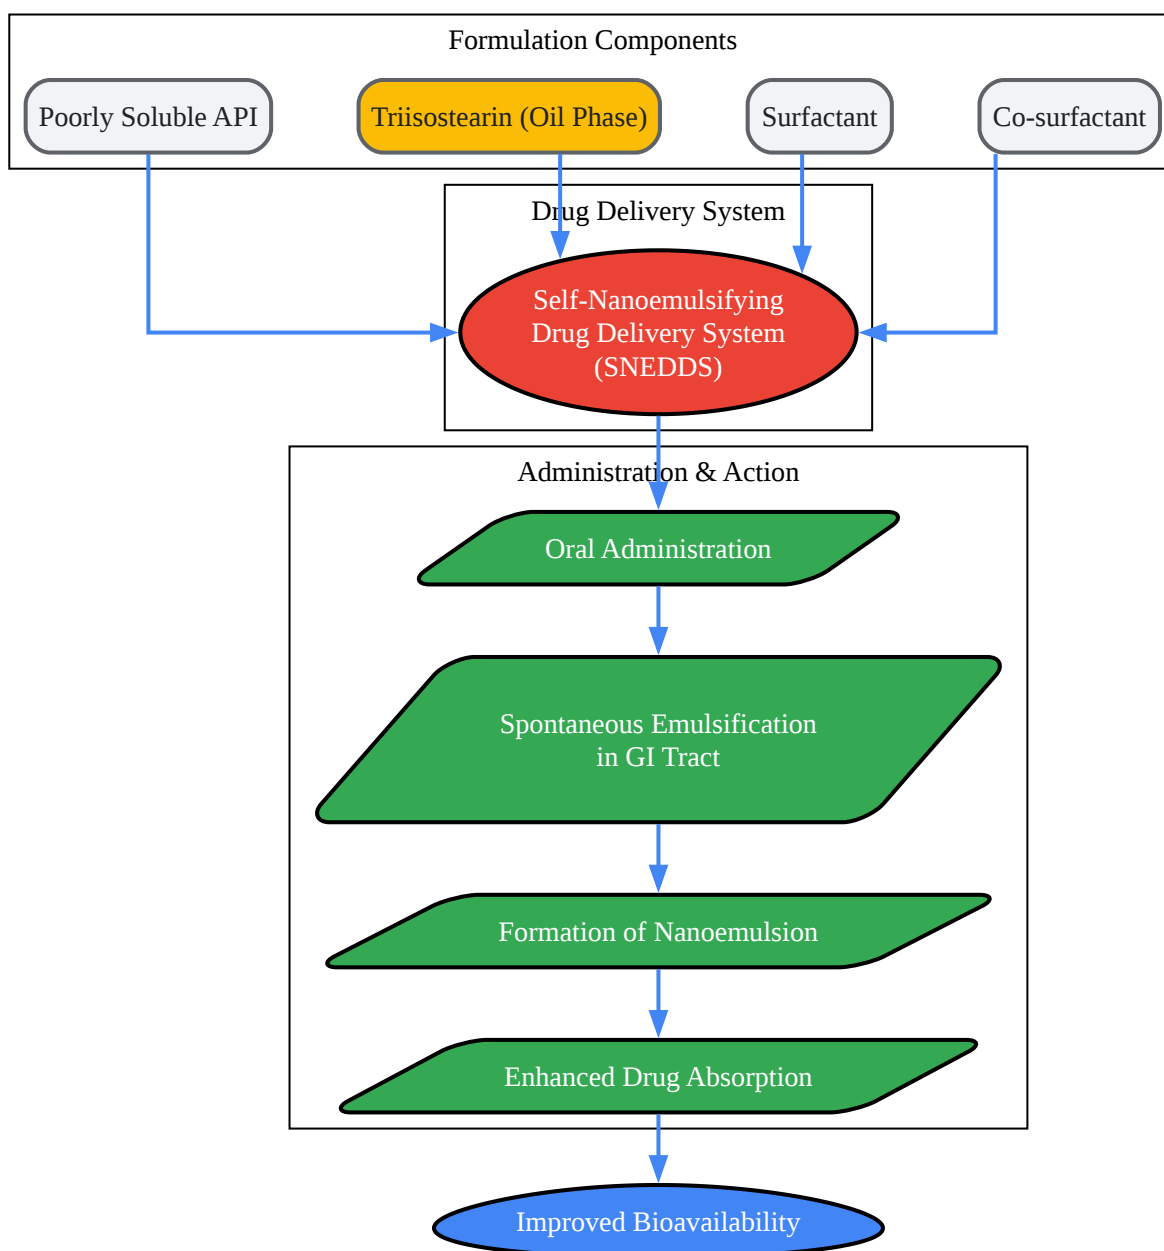 Formulation Components
Poorly Soluble API
Triisostearin (Oil Phase)
Surfactant
Co-surfactant
Drug Delivery System
Self-Nanoemulsifying
Drug Delivery System
(SNEDDS)
Administration & Action
Oral Administration
Spontaneous Emulsification
in GI Tract
Formation of Nanoemulsion
Enhanced Drug Absorption
Improved Bioavailability